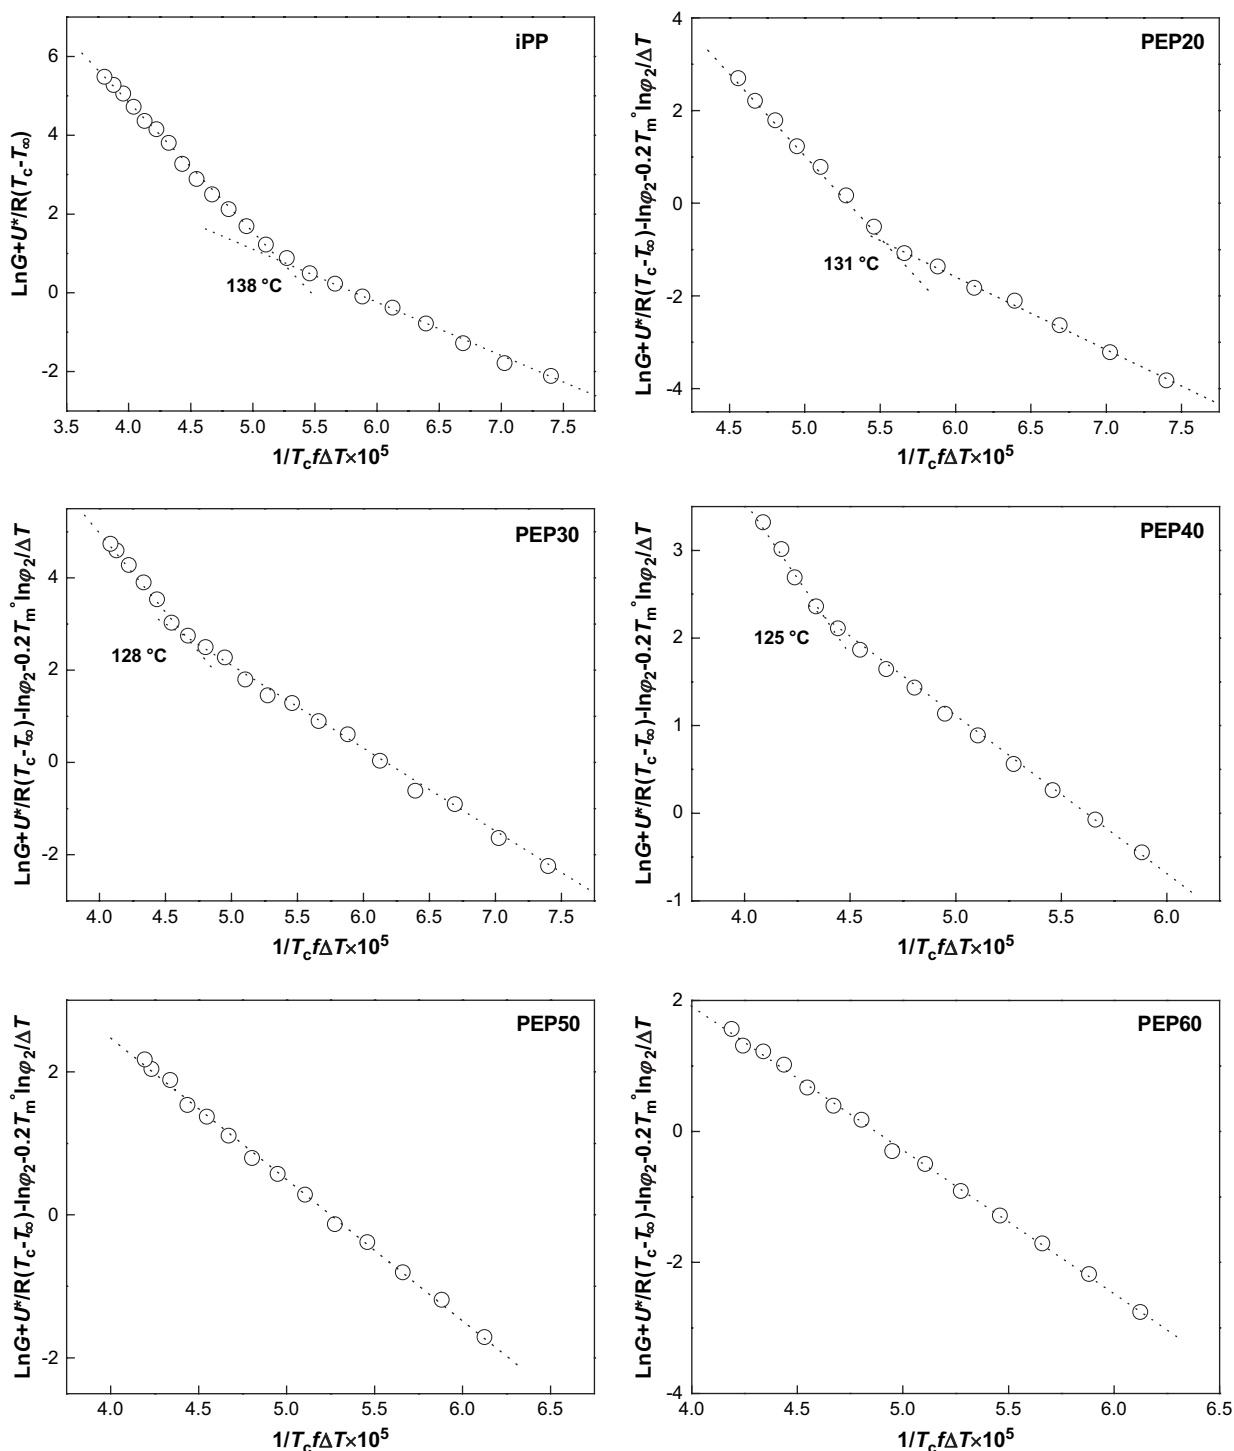 iPP
6
4
2
0
-2
138 °C
LnG+U*/R(Tc-T∞)
3.5 4.0 4.5 5.0 5.5 6.0 6.5 7.0 7.5
1/TcfΔT×10⁵
PEP20
4
2
0
-2
-4
131 °C
LnG+U*/R(Tc-T∞)-lnφ₂-0.2Tm°lnφ₂/ΔT
4.5 5.0 5.5 6.0 6.5 7.0 7.5
1/TcfΔT×10⁵
PEP30
4
2
0
-2
128 °C
LnG+U*/R(Tc-T∞)-lnφ₂-0.2Tm°lnφ₂/ΔT
4.0 4.5 5.0 5.5 6.0 6.5 7.0 7.5
1/TcfΔT×10⁵
PEP40
3
2
1
0
-1
125 °C
LnG+U*/R(Tc-T∞)-lnφ₂-0.2Tm°lnφ₂/ΔT
4.0 4.5 5.0 5.5 6.0
1/TcfΔT×10⁵
PEP50
2
0
-2
LnG+U*/R(Tc-T∞)-lnφ₂-0.2Tm°lnφ₂/ΔT
4.0 4.5 5.0 5.5 6.0 6.5
1/TcfΔT×10⁵
PEP60
2
0
-2
-4
LnG+U*/R(Tc-T∞)-lnφ₂-0.2Tm°lnφ₂/ΔT
4.0 4.5 5.0 5.5 6.0 6.5
1/TcfΔT×10⁵